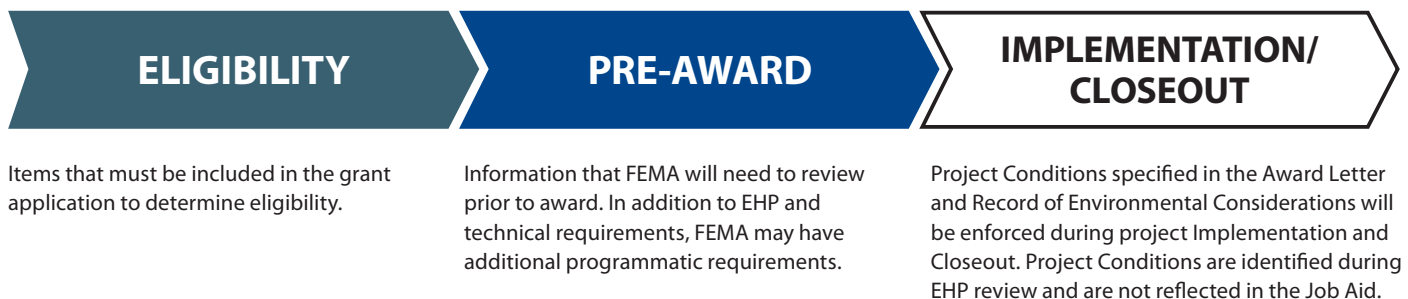 ELIGIBILITY
PRE-AWARD
IMPLEMENTATION/
CLOSEOUT
Items that must be included in the grant
application to determine eligibility.
Information that FEMA will need to review
prior to award. In addition to EHP and
technical requirements, FEMA may have
additional programmatic requirements.
Project Conditions specified in the Award Letter
and Record of Environmental Considerations will
be enforced during project Implementation and
Closeout. Project Conditions are identified during
EHP review and are not reflected in the Job Aid.